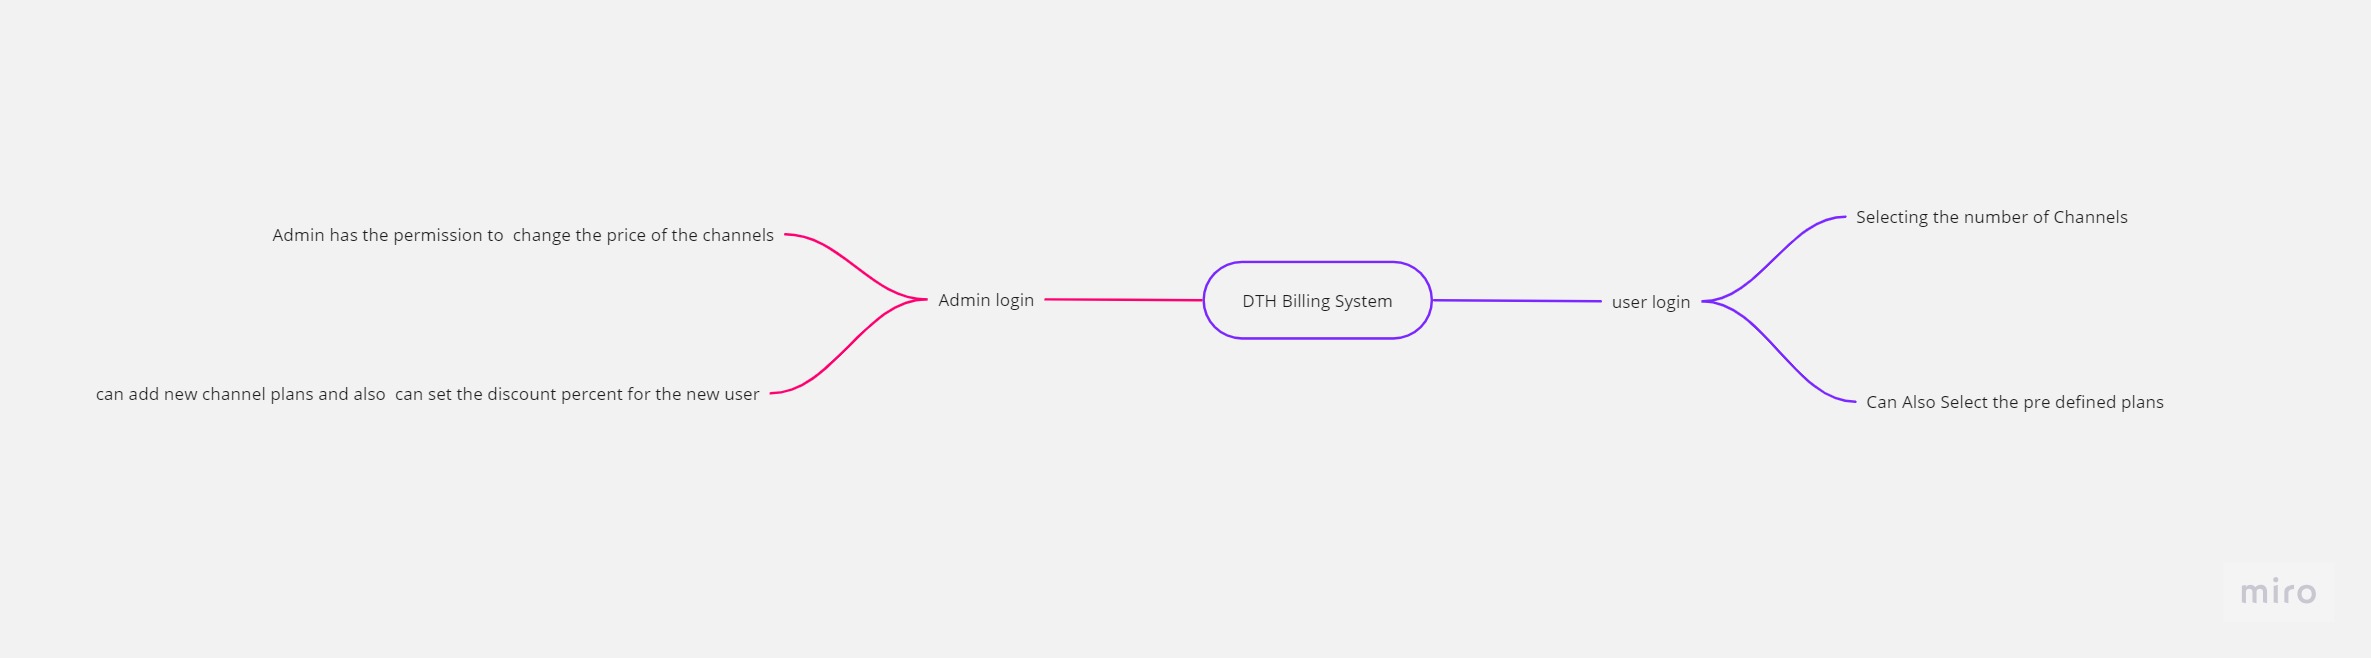 Admin has the permission to  change the price of the channels
can add new channel plans and also  can set the discount percent for the new user
Admin login
DTH Billing System
user login
Selecting the number of Channels
Can Also Select the pre defined plans
miro